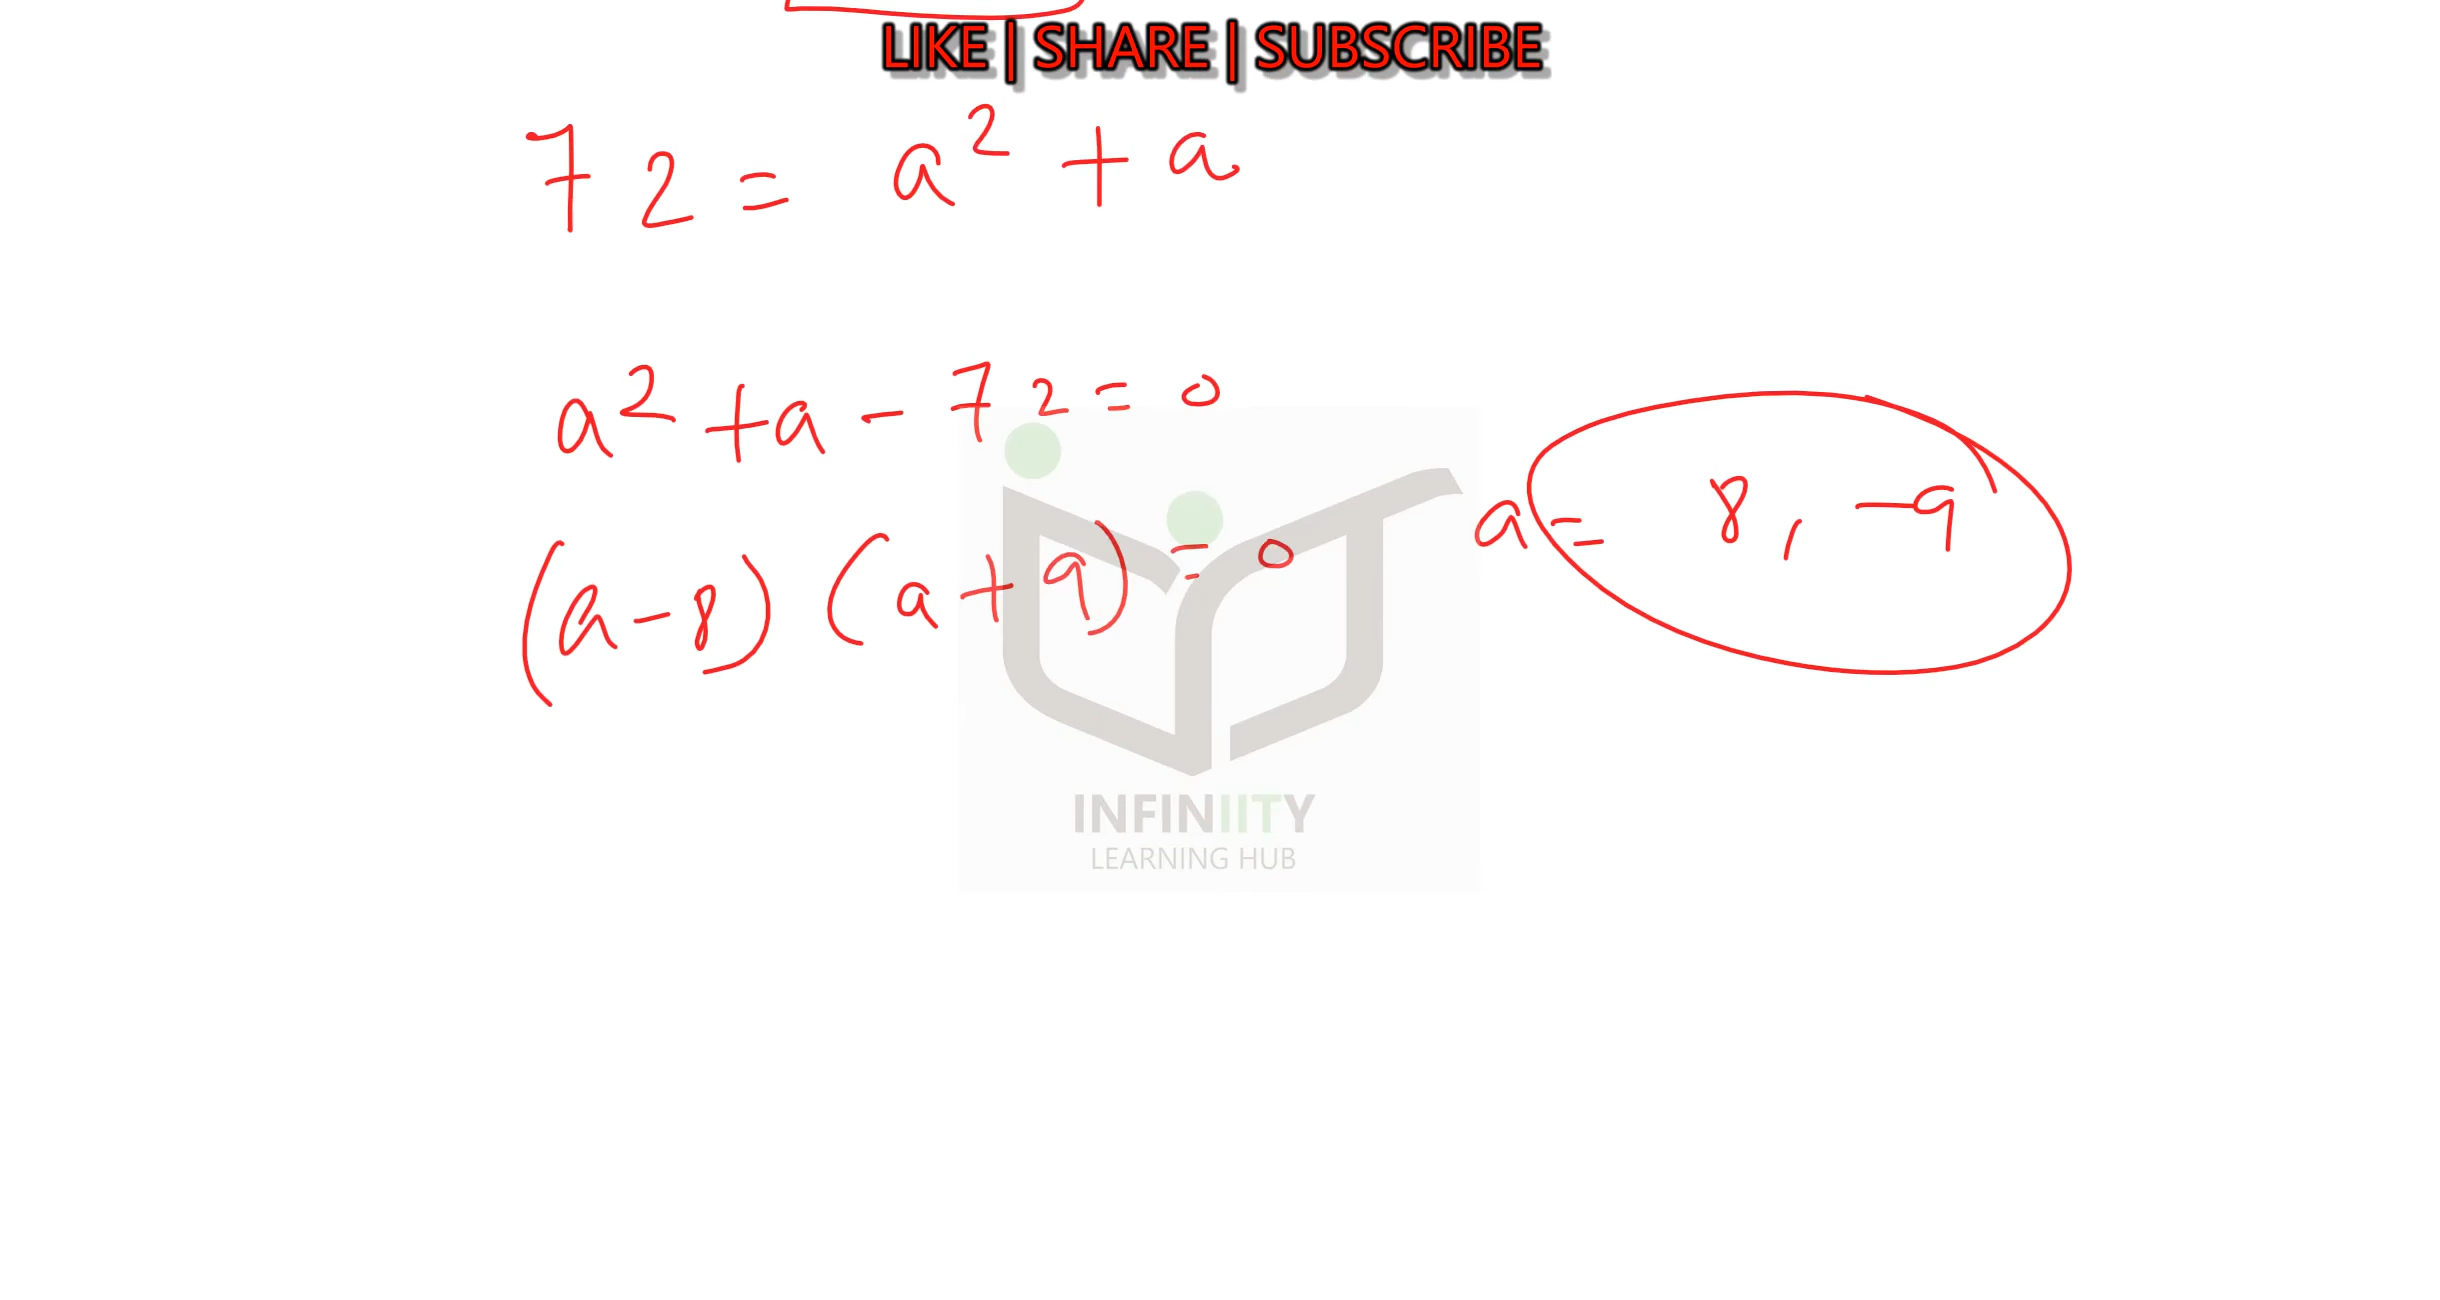 LIKE | SHARE | SUBSCRIBE
72 = a² + a
a² + a - 72 = 0
(a - 8) (a + 9) = 0
a = 8, -9
INFINIITY
LEARNING HUB